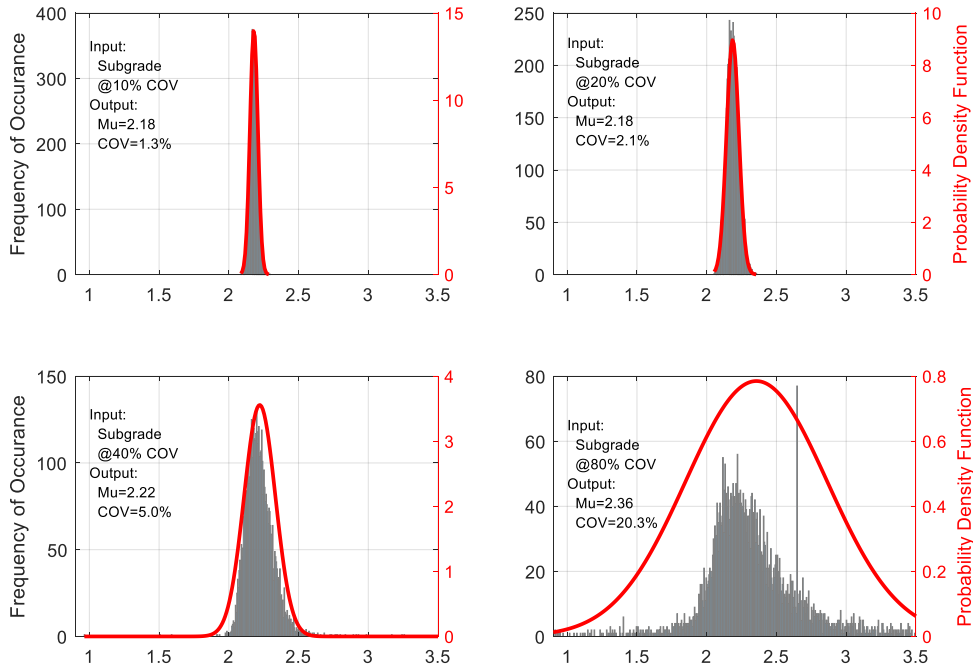 400
300
200
100
0
Frequency of Occurance
Input:
Subgrade
@10% COV
Output:
Mu=2.18
COV=1.3%
15
10
5
0
1 1.5 2 2.5 3 3.5
250
200
150
100
50
0
Input:
Subgrade
@20% COV
Output:
Mu=2.18
COV=2.1%
10
8
6
4
2
0
Probability Density Function
1 1.5 2 2.5 3 3.5
150
100
50
0
Frequency of Occurance
Input:
Subgrade
@40% COV
Output:
Mu=2.22
COV=5.0%
4
3
2
1
0
1 1.5 2 2.5 3 3.5
80
60
40
20
0
Input:
Subgrade
@80% COV
Output:
Mu=2.36
COV=20.3%
0.8
0.6
0.4
0.2
0
Probability Density Function
1 1.5 2 2.5 3 3.5